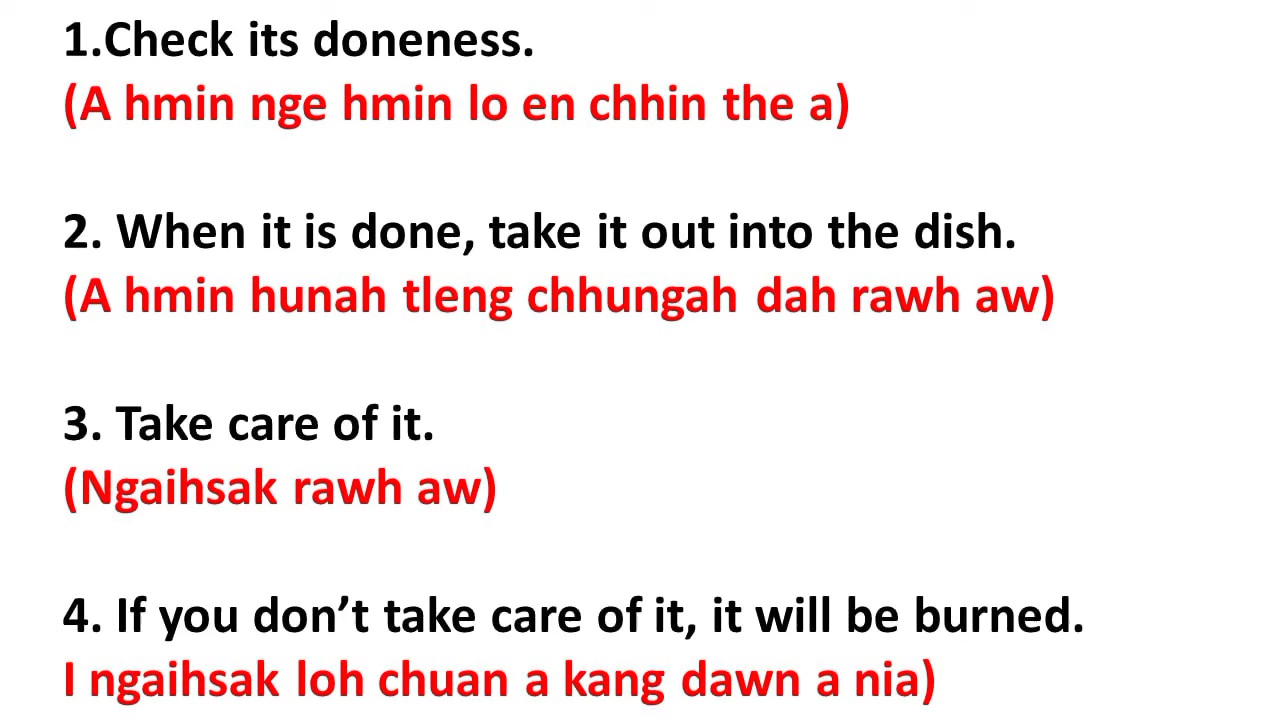 1.Check its doneness.
(A hmin nge hmin lo en chhin the a)
2. When it is done, take it out into the dish.
(A hmin hunah tleng chhungah dah rawh aw)
3. Take care of it.
(Ngaihsak rawh aw)
4. If you don’t take care of it, it will be burned.
I ngaihsak loh chuan a kang dawn a nia)